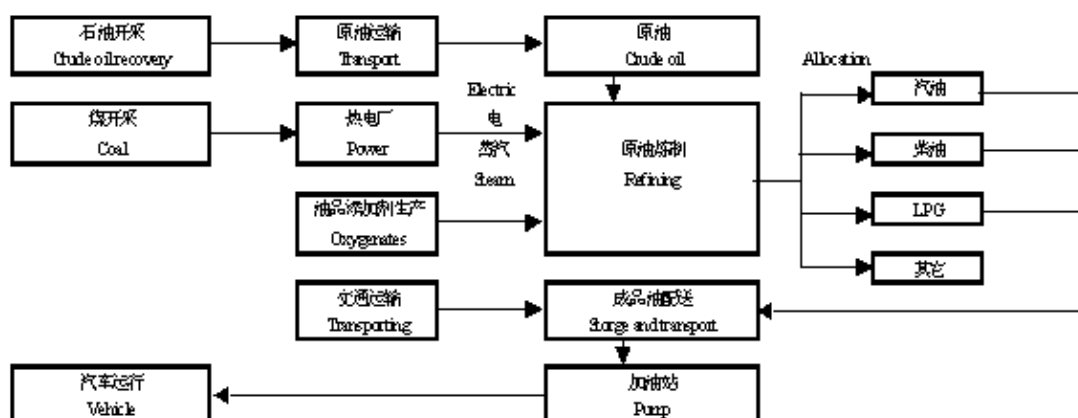 石油开采
Crude oil recovery
原油运输
Transport
原油
Crude oil
Allocation
汽油
煤开采
Coal
热电厂
Power
Electric
电
蒸汽
Steam
原油炼制
Refining
柴油
油品添加剂生产
Oxygenates
LPG
其它
交通运输
Transporting
成品油配送
Storge and transport
汽车运行
Vehicle
加油站
Pump